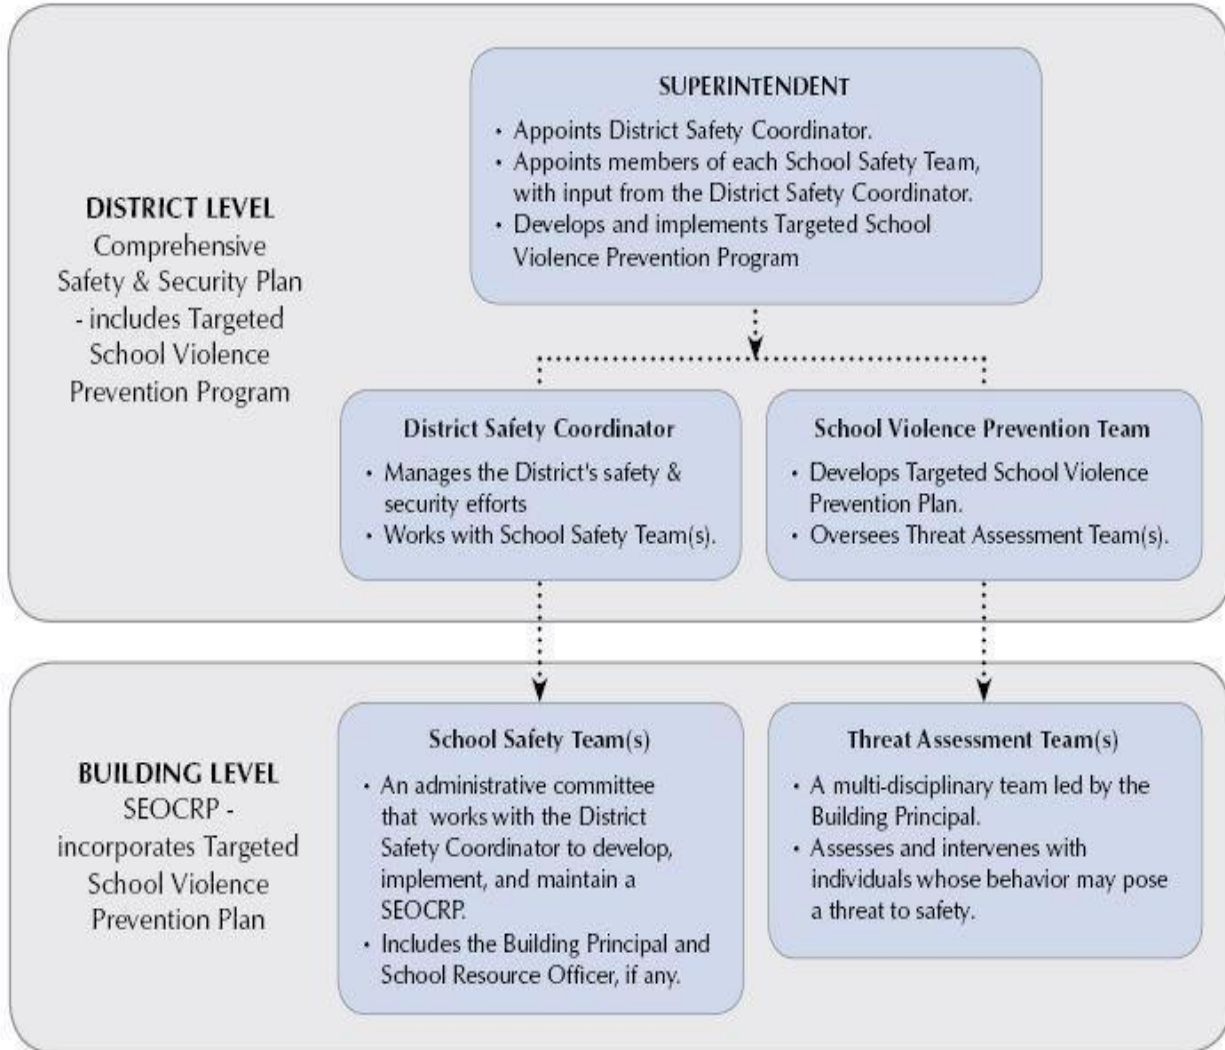 SUPERINTENDENT
• Appoints District Safety Coordinator.
• Appoints members of each School Safety Team,
with input from the District Safety Coordinator.
• Develops and implements Targeted School
Violence Prevention Program
DISTRICT LEVEL
Comprehensive
Safety & Security Plan
- includes Targeted
School Violence
Prevention Program
District Safety Coordinator
• Manages the District's safety &
security efforts
• Works with School Safety Team(s).
School Violence Prevention Team
• Develops Targeted School Violence
Prevention Plan.
• Oversees Threat Assessment Team(s).
BUILDING LEVEL
SEOCRP -
incorporates Targeted
School Violence
Prevention Plan
School Safety Team(s)
• An administrative committee
that works with the District
Safety Coordinator to develop,
implement, and maintain a
SEOCRP.
• Includes the Building Principal and
School Resource Officer, if any.
Threat Assessment Team(s)
• A multi-disciplinary team led by the
Building Principal.
• Assesses and intervenes with
individuals whose behavior may pose
a threat to safety.